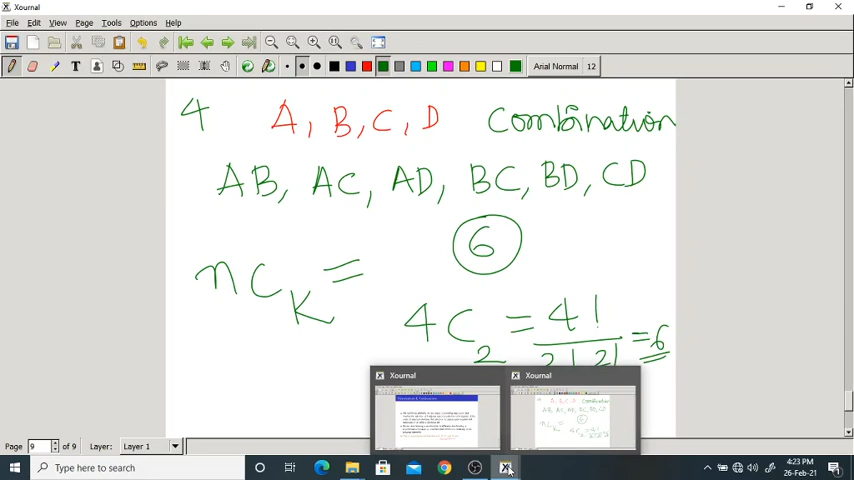 Xournal
File Edit View Page Tools Options Help
Arial Normal 12
4 A, B, C, D Combination
AB, AC, AD, BC, BD, CD
6
nCK =
4C2 = 4! / 2! 2! = 6
Xournal Xournal
Page 9 of 9 Layer: Layer 1
Type here to search
4:23 PM
26-Feb-21